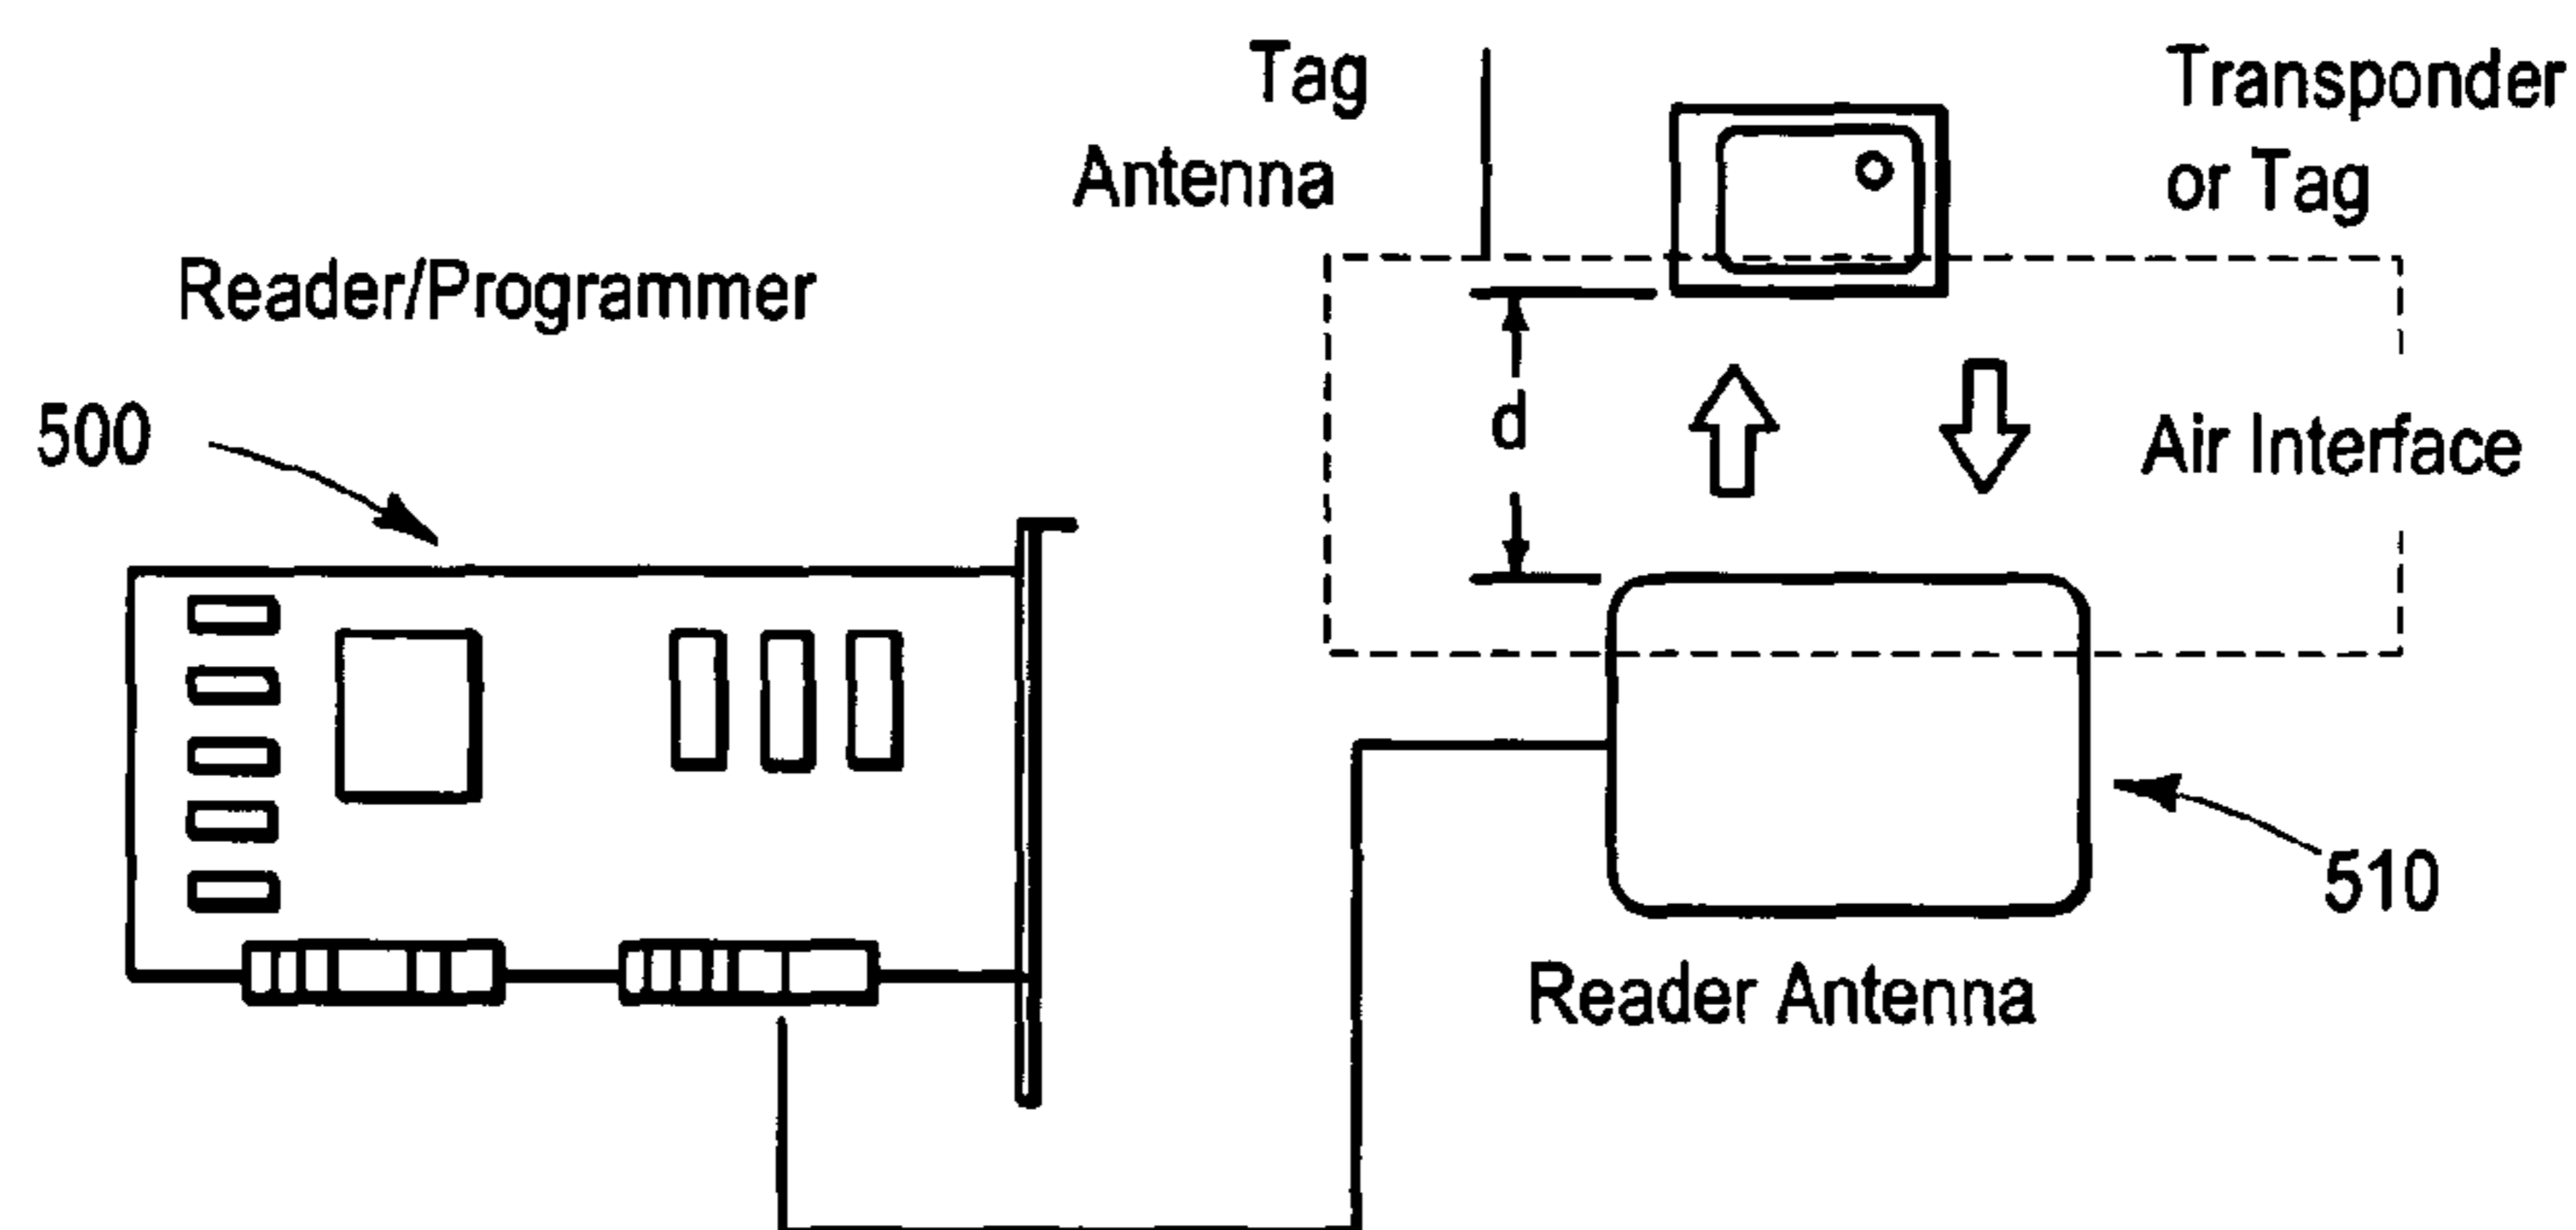 Tag
Antenna
Transponder
or Tag
Reader/Programmer
500
d
Air Interface
510
Reader Antenna